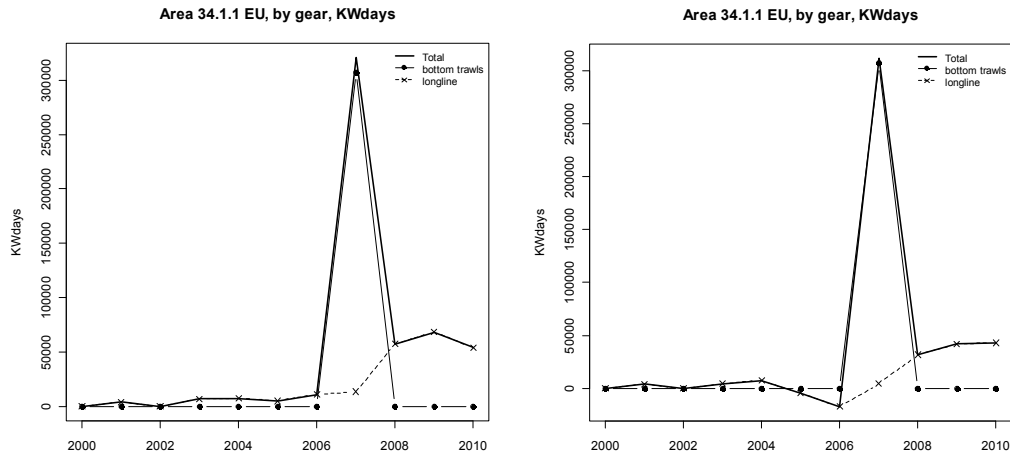 Area 34.1.1 EU, by gear, KWdays
Total
bottom trawls
longline
KWdays
300000
250000
200000
150000
100000
50000
0
2000 2002 2004 2006 2008 2010
Area 34.1.1 EU, by gear, KWdays
Total
bottom trawls
longline
KWdays
300000
250000
200000
150000
100000
50000
0
2000 2002 2004 2006 2008 2010